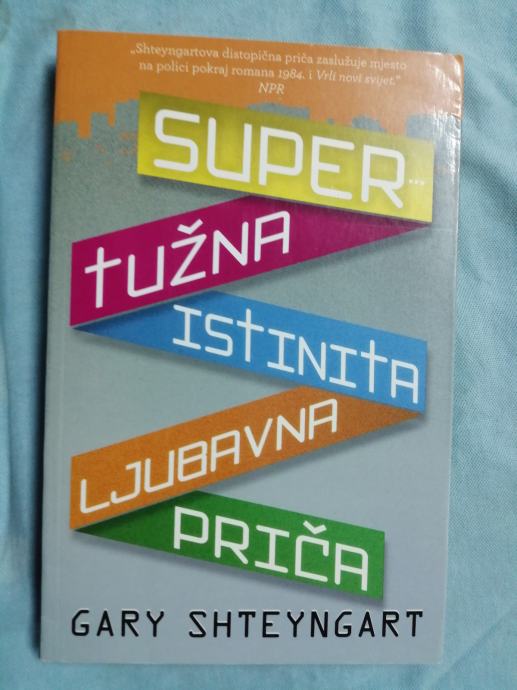 „Shteyngartova distopična priča zaslužuje mjesto
na polici pokraj romana 1984. i Vrli novi svijet."
NPR
SUPER...
tUŽNA
IStINItA
LJUBAVNA
PRIČA
GARY SHTEYNGART